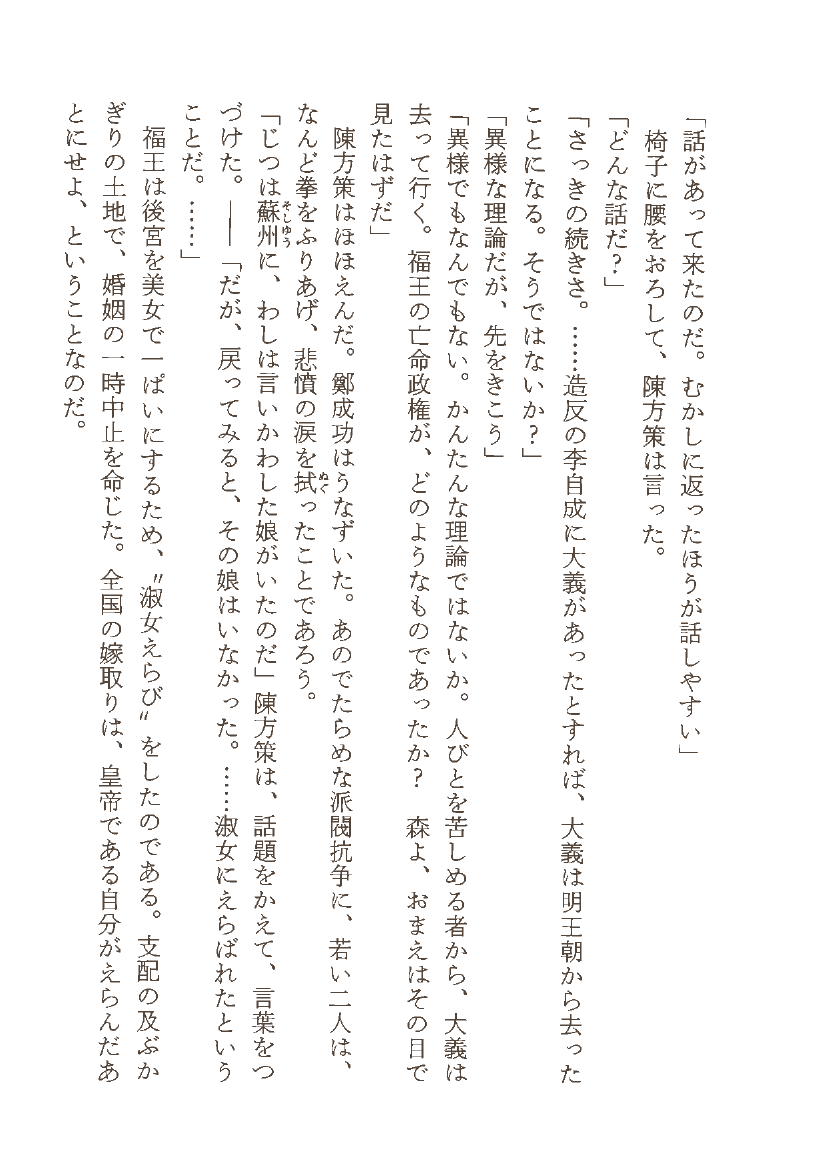 「話があって来たのだ。むかしに返ったほうが話しやすい」
椅子に腰をおろして、陳方策は言った。
「どんな話だ?」
「さっきの続きさ。……造反の李自成に大義があったとすれば、大義は明王朝から去った
ことになる。そうではないか?」
「異様な理論だが、先をきこう」
「異様でもなんでもない。かんたんな理論ではないか。人びとを苦しめる者から、大義は
去って行く。福王の亡命政権が、どのようなものであったか? 森よ、おまえはその目で
見たはずだ」
陳方策はほほえんだ。鄭成功はうなずいた。あのでたらめな派閥抗争に、若い二人は、
なんど拳をふりあげ、悲憤の涙を拭ぬぐったことであろう。
「じつは蘇州そしゆうに、わしは言いかわした娘がいたのだ」陳方策は、話題をかえて、言葉をつ
づけた。――「だが、戻ってみると、その娘はいなかった。……淑女にえらばれたという
ことだ。……」
福王は後宮を美女で一ぱいにするため、〝淑女えらび〟をしたのである。支配の及ぶか
ぎりの土地で、婚姻の一時中止を命じた。全国の嫁取りは、皇帝である自分がえらんだあ
とにせよ、ということなのだ。